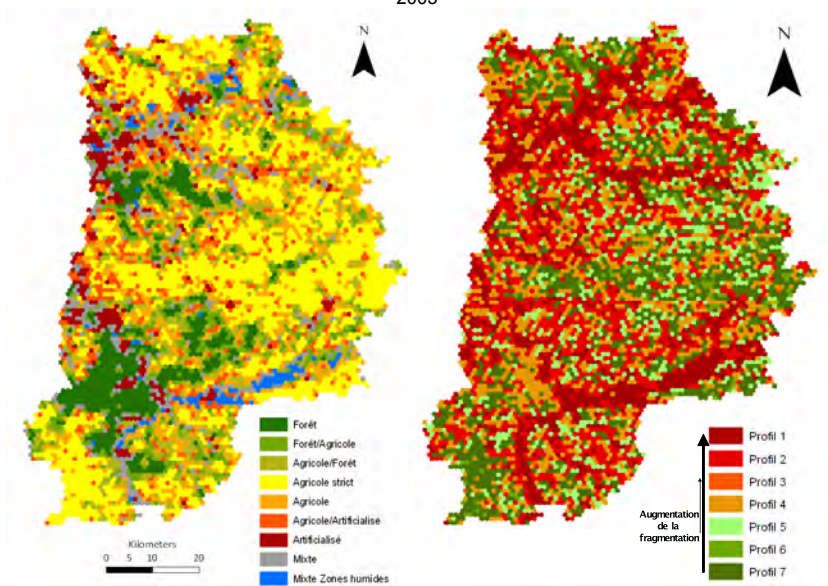 2003
N
N
Forêt
Forêt/Agricole
Agricole/Forêt
Agricole strict
Agricole
Agricole/Artificialisé
Artificialisé
Mixte
Mixte Zones humides
Kilometers
0 5 10 20
Augmentation
de la
fragmentation
Profil 1
Profil 2
Profil 3
Profil 4
Profil 5
Profil 6
Profil 7